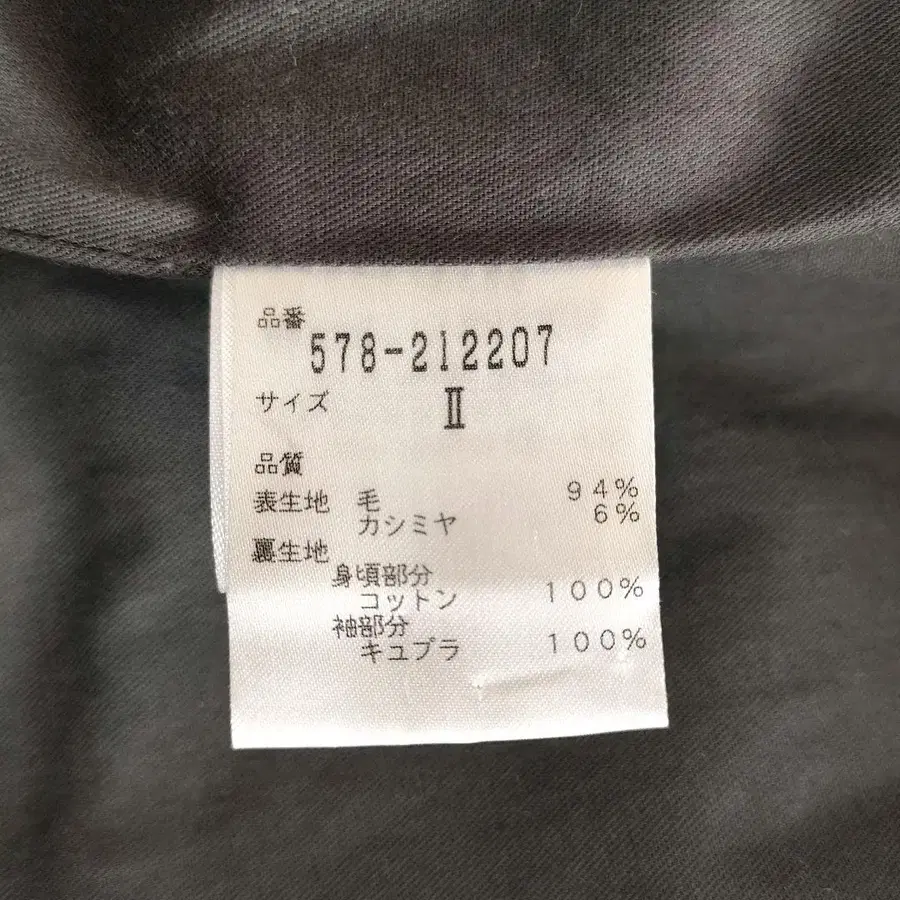 品番
578-212207
サイズ Ⅱ
品質
表生地 毛 94%
カシミヤ 6%
裏生地
身頃部分
コットン 100%
袖部分
キュプラ 100%